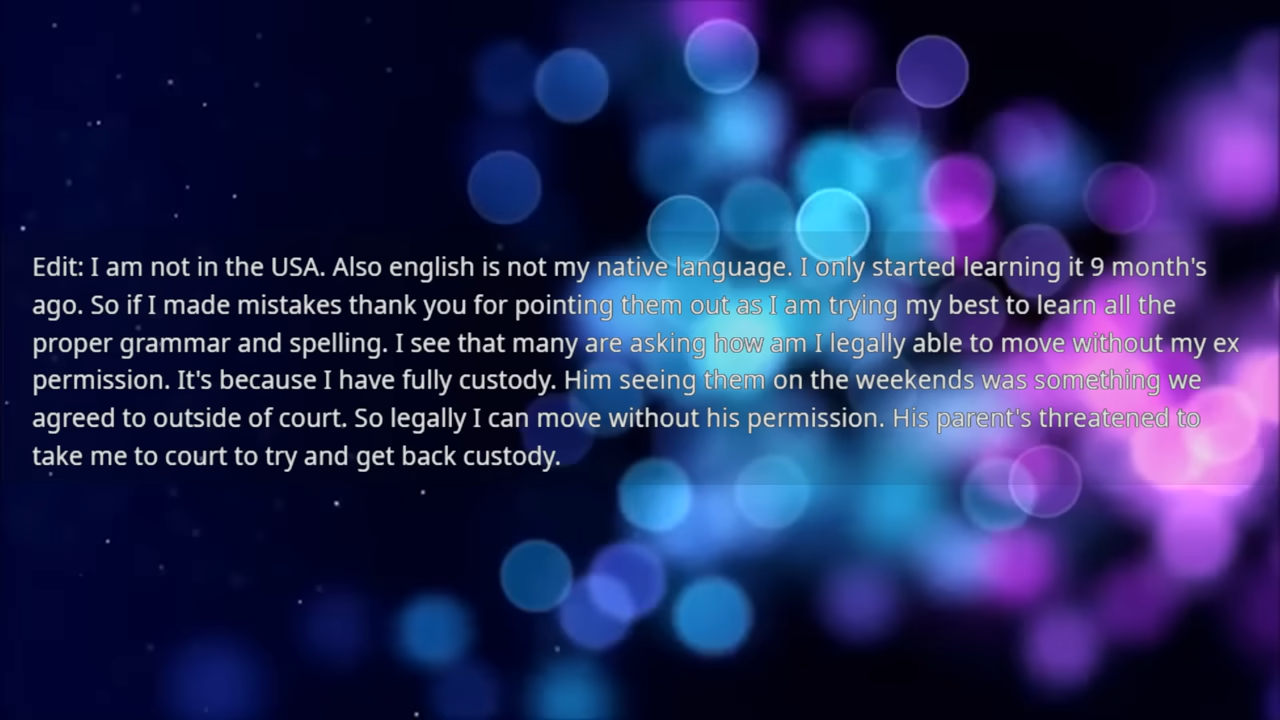 Edit: I am not in the USA. Also english is not my native language. I only started learning it 9 month's
ago. So if I made mistakes thank you for pointing them out as I am trying my best to learn all the
proper grammar and spelling. I see that many are asking how am I legally able to move without my ex
permission. It's because I have fully custody. Him seeing them on the weekends was something we
agreed to outside of court. So legally I can move without his permission. His parent's threatened to
take me to court to try and get back custody.